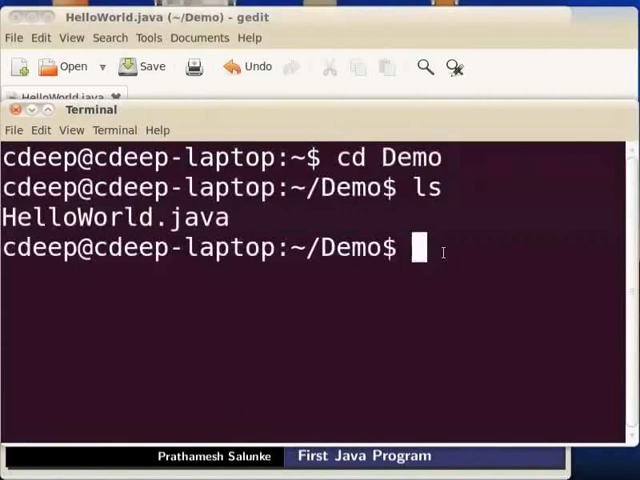 HelloWorld.java (~/Demo) - gedit
File Edit View Search Tools Documents Help
Open Save Undo
HelloWorld.java
Terminal
File Edit View Terminal Help
cdeep@cdeep-laptop:~$ cd Demo
cdeep@cdeep-laptop:~/Demo$ ls
HelloWorld.java
cdeep@cdeep-laptop:~/Demo$
Prathamesh Salunke First Java Program